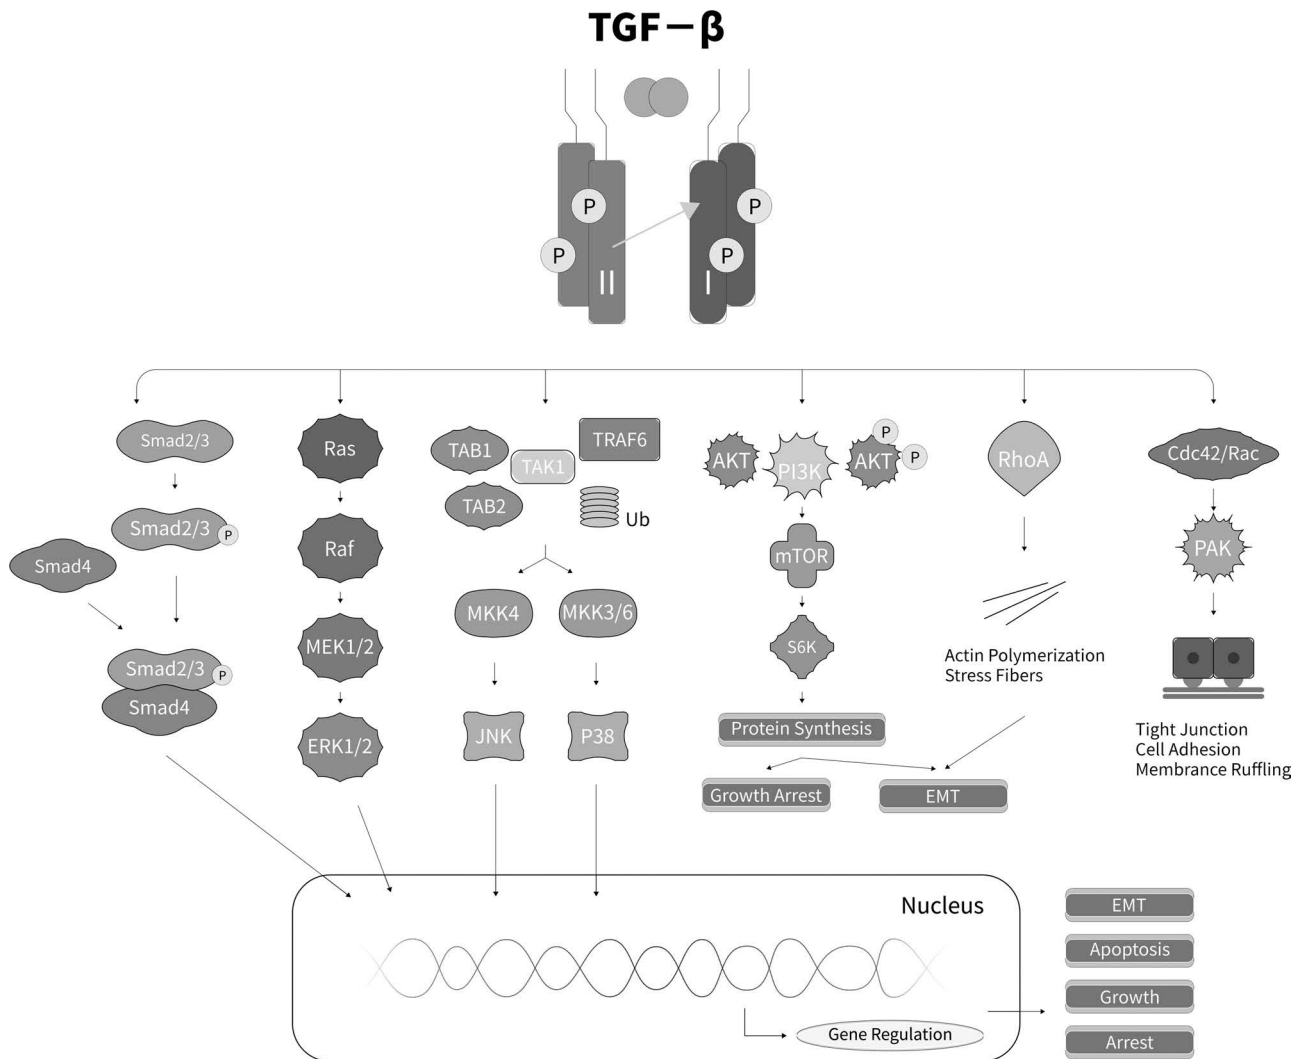 TGF－β
P
P
P
P
II
I
Smad2/3
Smad2/3
P
Smad4
Smad2/3
P
Smad4
Ras
Raf
MEK1/2
ERK1/2
TAB1
TAK1
TAB2
TRAF6
Ub
MKK4
MKK3/6
JNK
P38
AKT
PI3K
AKT
P
P
mTOR
S6K
Protein Synthesis
Growth Arrest
EMT
RhoA
Actin Polymerization
Stress Fibers
Cdc42/Rac
PAK
Tight Junction
Cell Adhesion
Membrance Ruffling
Nucleus
Gene Regulation
EMT
Apoptosis
Growth
Arrest